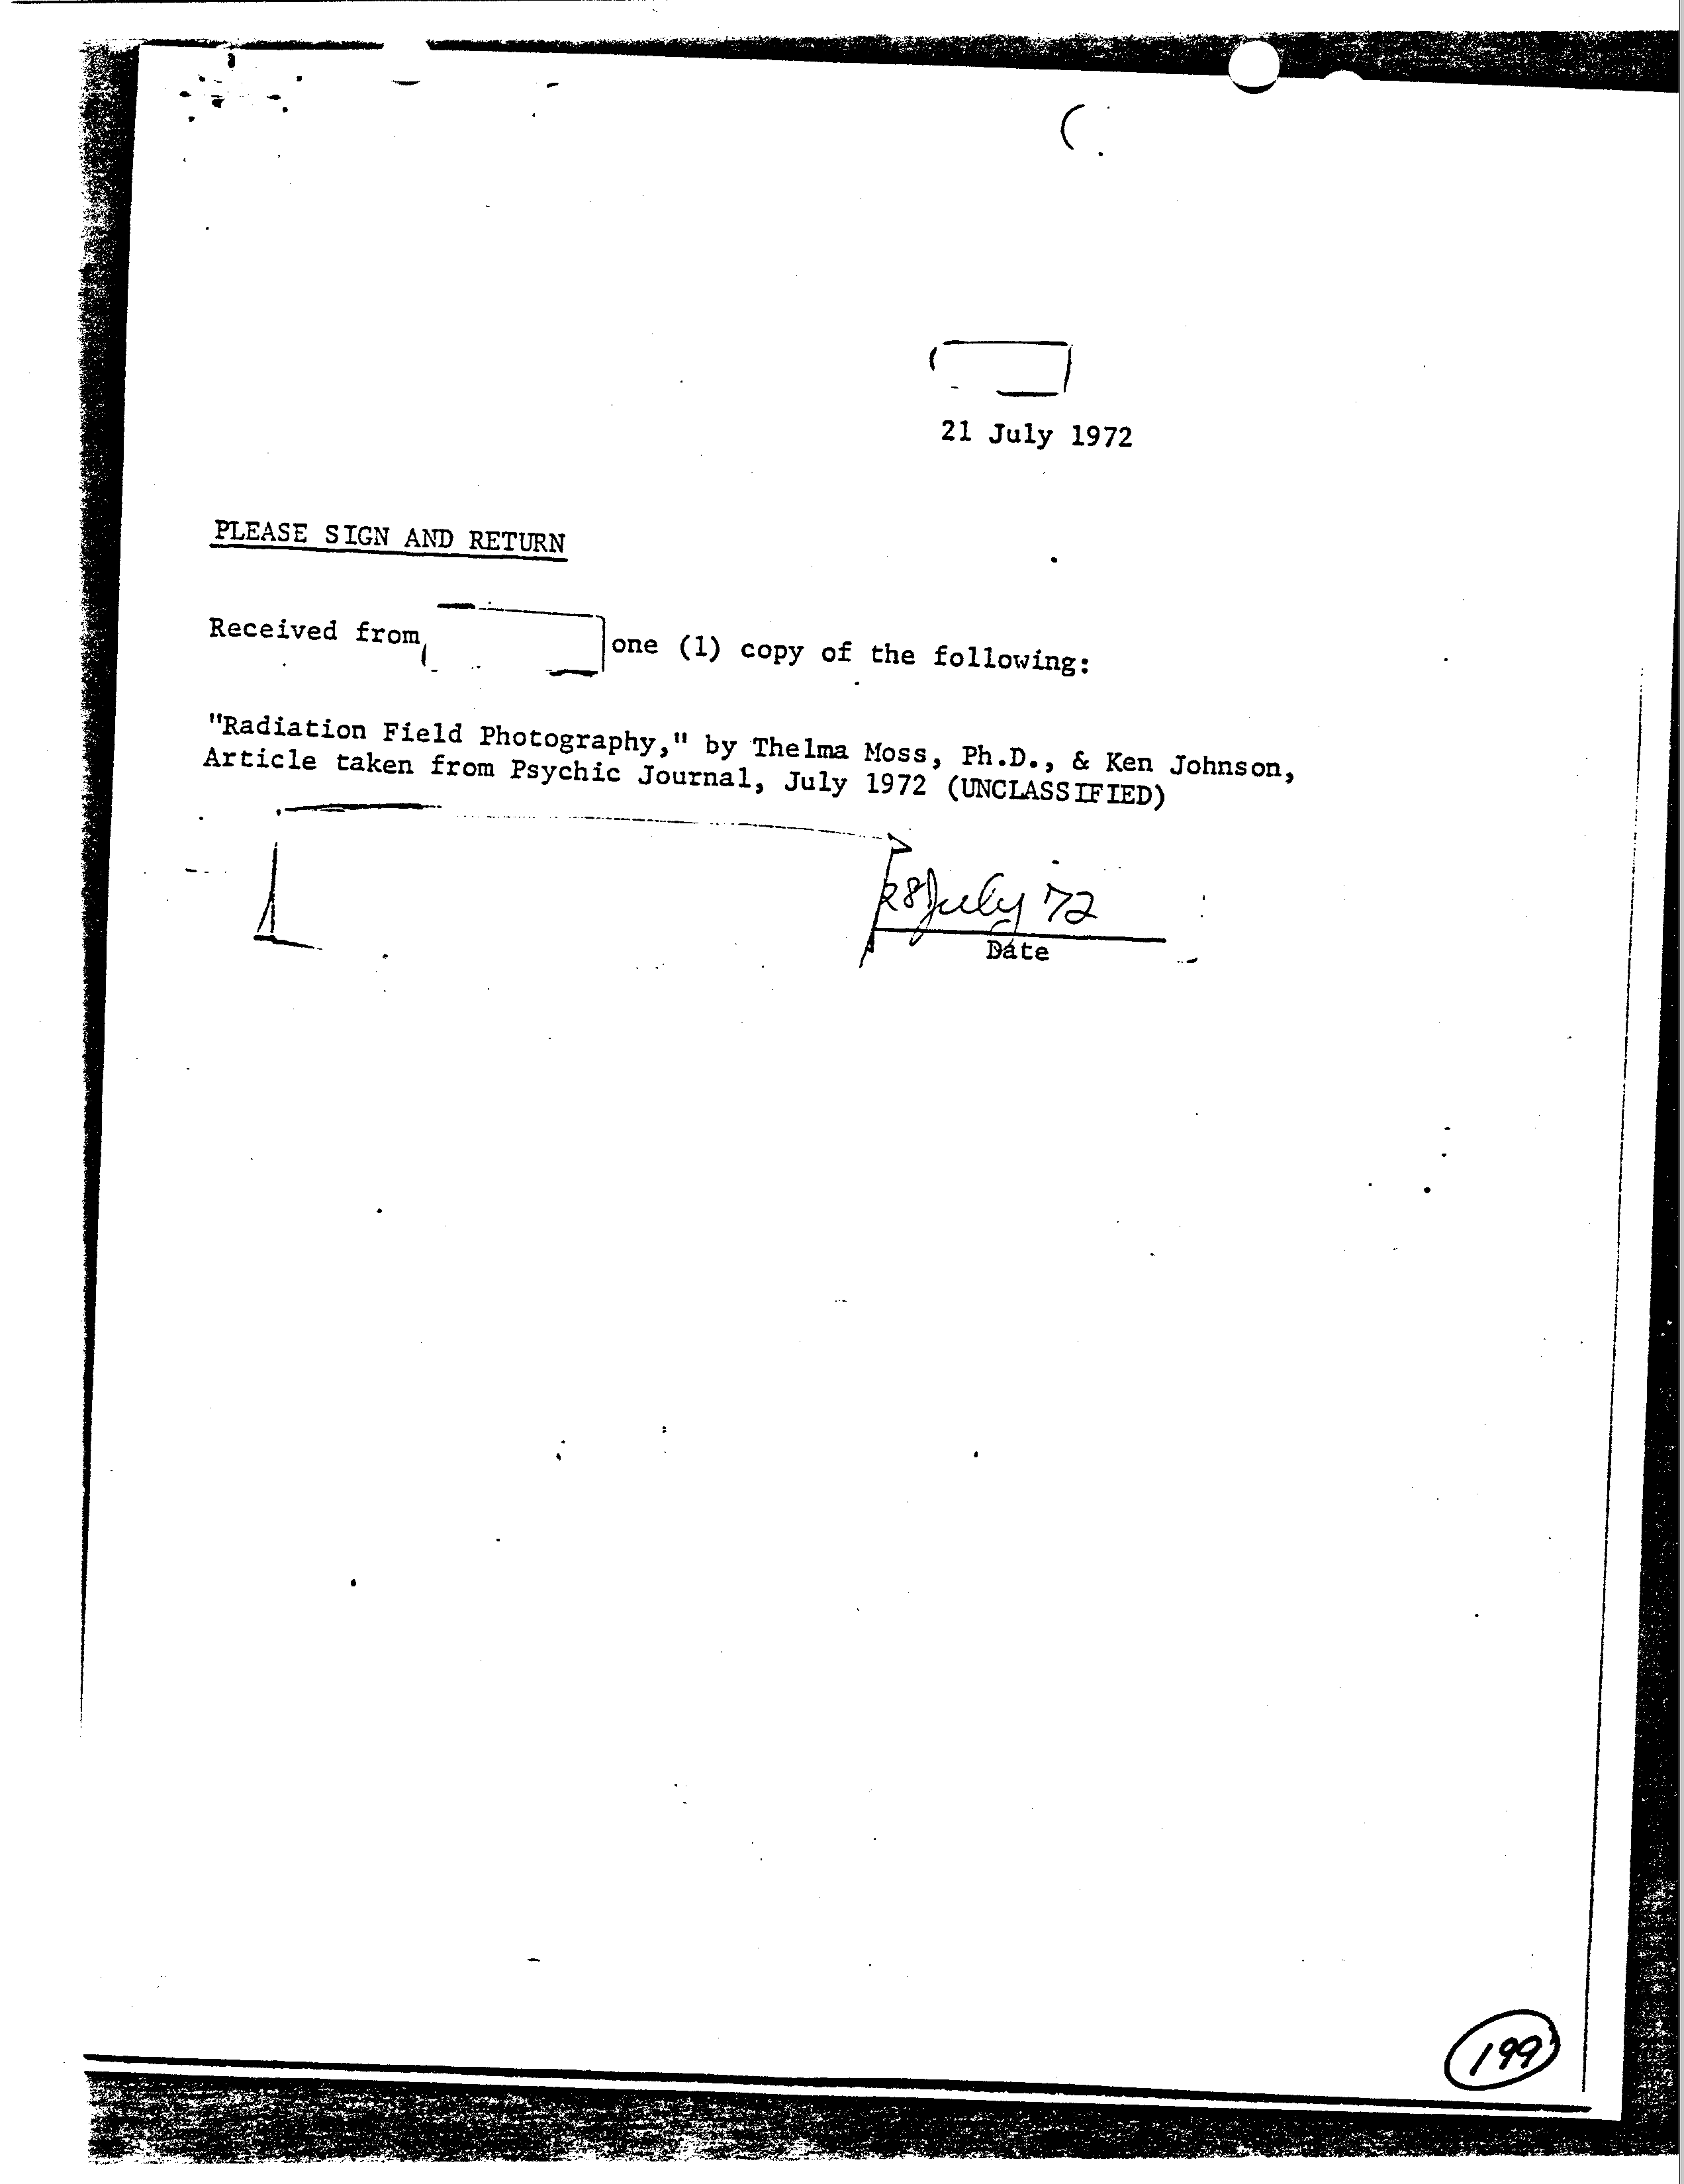 21 July 1972
PLEASE SIGN AND RETURN
Received from one (1) copy of the following:
"Radiation Field Photography," by Thelma Moss, Ph.D., & Ken Johnson,
Article taken from Psychic Journal, July 1972 (UNCLASSIFIED)
28 July '72
Date
199